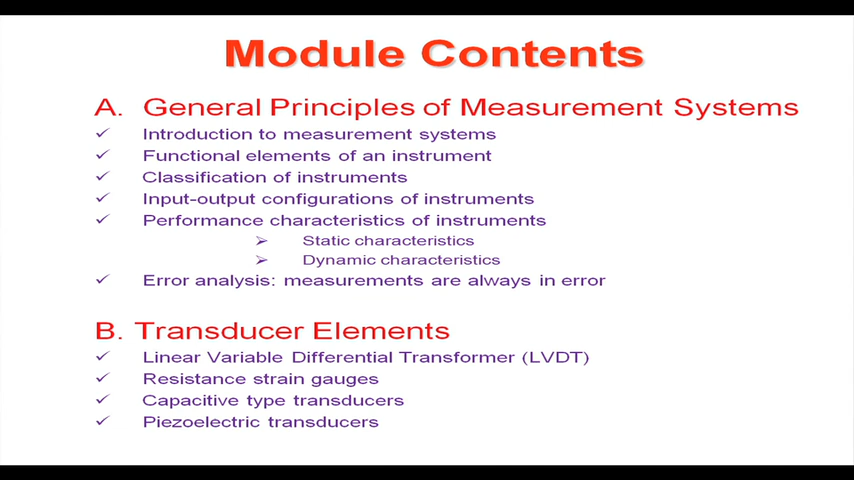 Module Contents
A. General Principles of Measurement Systems
✓ Introduction to measurement systems
✓ Functional elements of an instrument
✓ Classification of instruments
✓ Input-output configurations of instruments
✓ Performance characteristics of instruments
➢ Static characteristics
➢ Dynamic characteristics
✓ Error analysis: measurements are always in error
B. Transducer Elements
✓ Linear Variable Differential Transformer (LVDT)
✓ Resistance strain gauges
✓ Capacitive type transducers
✓ Piezoelectric transducers